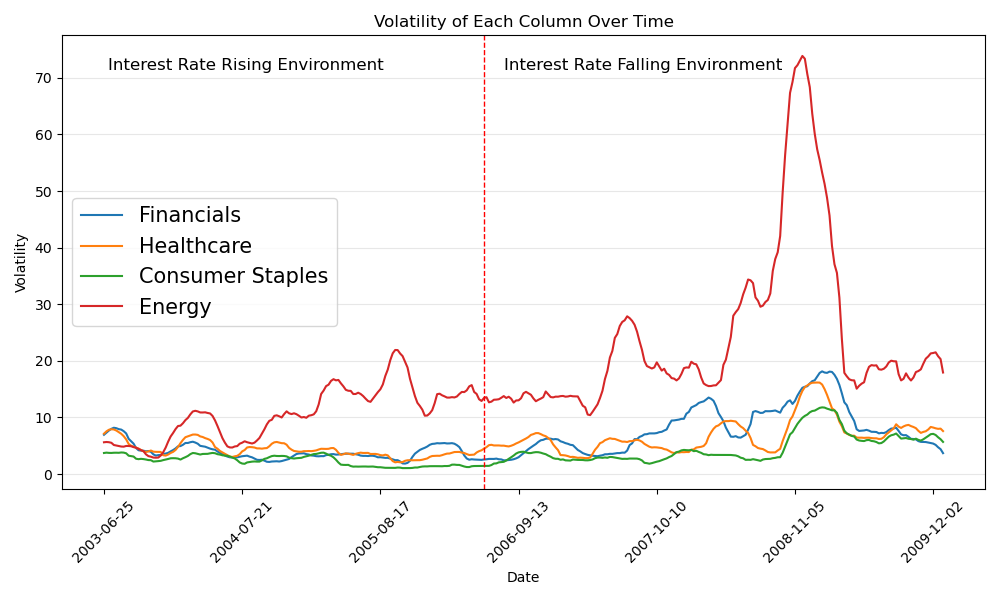 Volatility of Each Column Over Time
Interest Rate Rising Environment
Interest Rate Falling Environment
70
60
50
40
30
20
10
0
Volatility
Financials
Healthcare
Consumer Staples
Energy
2003-06-25
2004-07-21
2005-08-17
2006-09-13
2007-10-10
2008-11-05
2009-12-02
Date